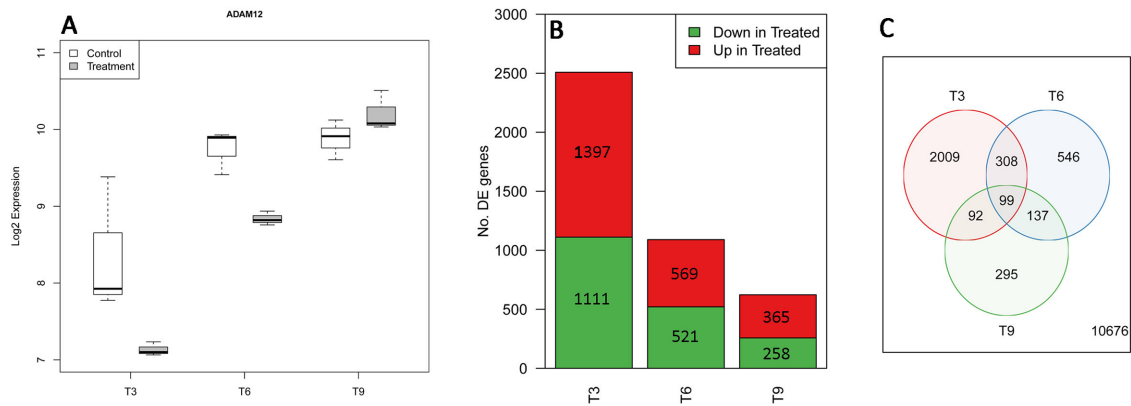 A
ADAM12
Control
Treatment
Log2 Expression
11
10
9
8
7
T3
T6
T9
B
Down in Treated
Up in Treated
No. DE genes
3000
2500
2000
1500
1000
500
0
1397
1111
569
521
365
258
T3
T6
T9
C
T3
T6
2009
308
546
99
92
137
295
T9
10676